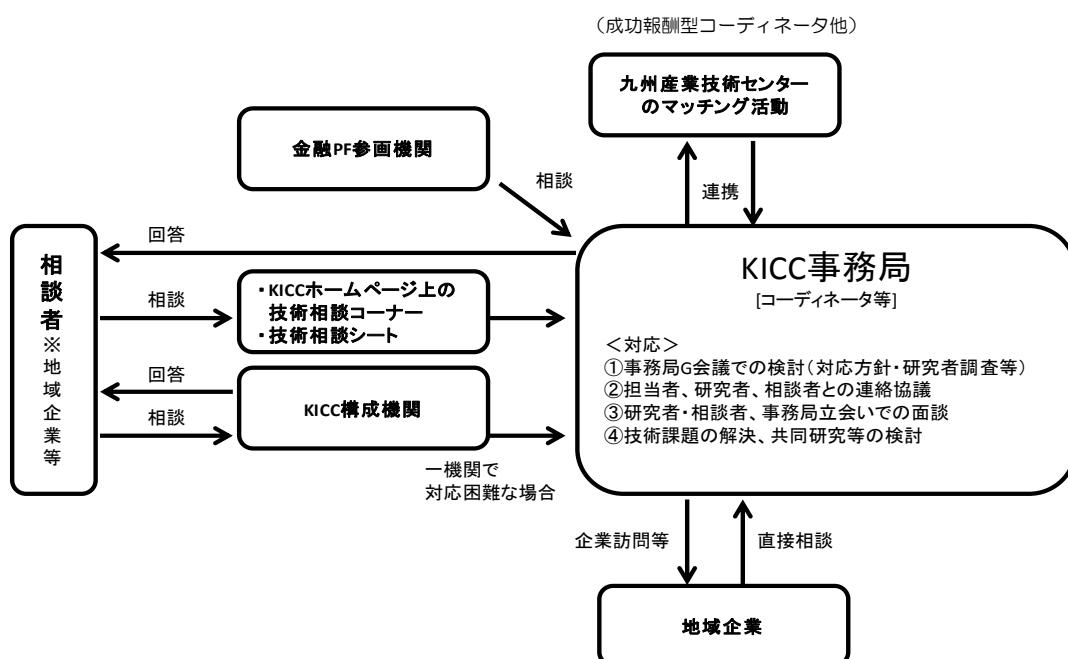 （成功報酬型コーディネータ他）
九州産業技術センター
のマッチング活動
金融PF参画機関
相談
連携
回答
相談者
※地域企業等
相談
・KICCホームページ上の
技術相談コーナー
・技術相談シート
回答
相談
KICC構成機関
一機関で
対応困難な場合
KICC事務局
[コーディネータ等]
＜対応＞
①事務局G会議での検討（対応方針・研究者調査等）
②担当者、研究者、相談者との連絡協議
③研究者・相談者、事務局立会いでの面談
④技術課題の解決、共同研究等の検討
企業訪問等
直接相談
地域企業